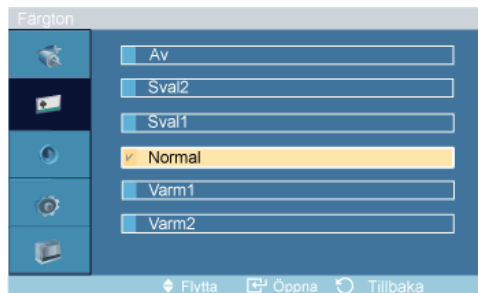 Färgton
Av
Sval2
Sval1
Normal
Varm1
Varm2
Flytta Öppna Tillbaka